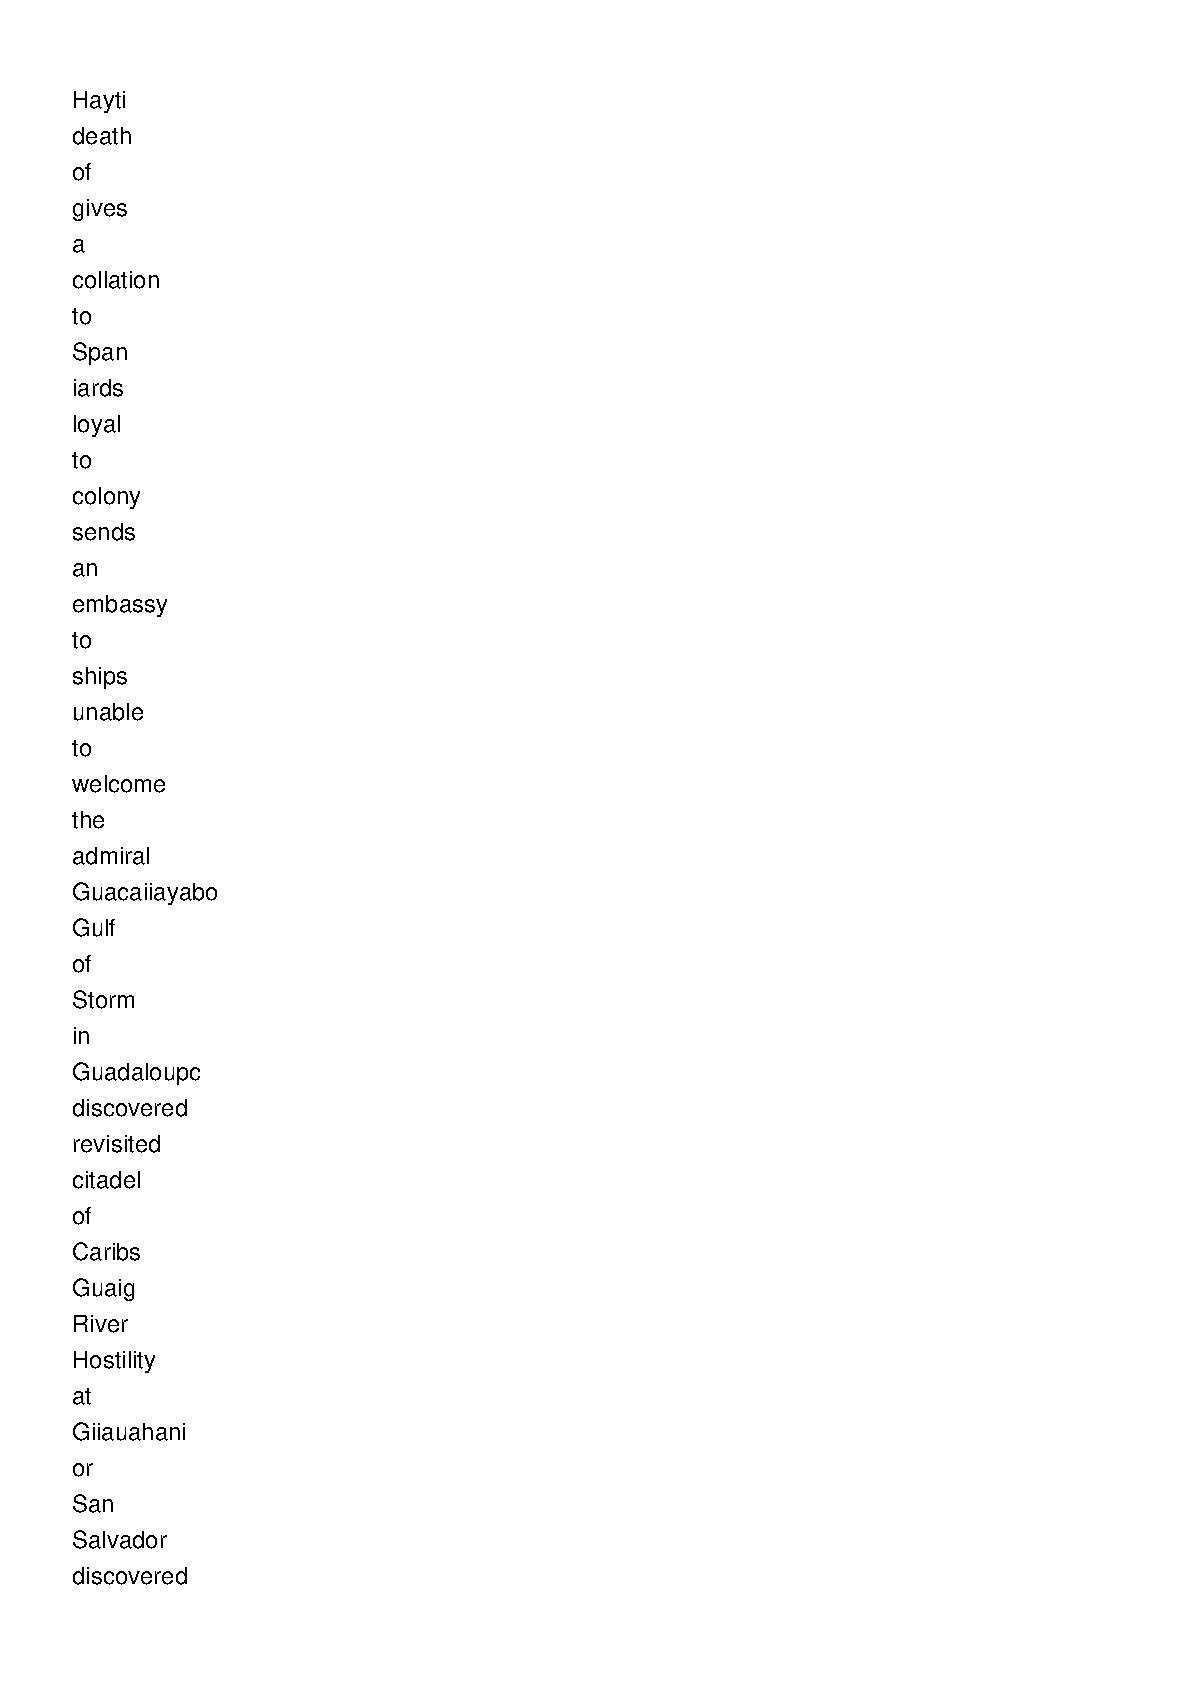 Hayti
death
of
gives
a
collation
to
Span
iards
loyal
to
colony
sends
an
embassy
to
ships
unable
to
welcome
the
admiral
Guacaiiayabo
Gulf
of
Storm
in
Guadaloupc
discovered
revisited
citadel
of
Caribs
Guaig
River
Hostility
at
Giiauahani
or
San
Salvador
discovered